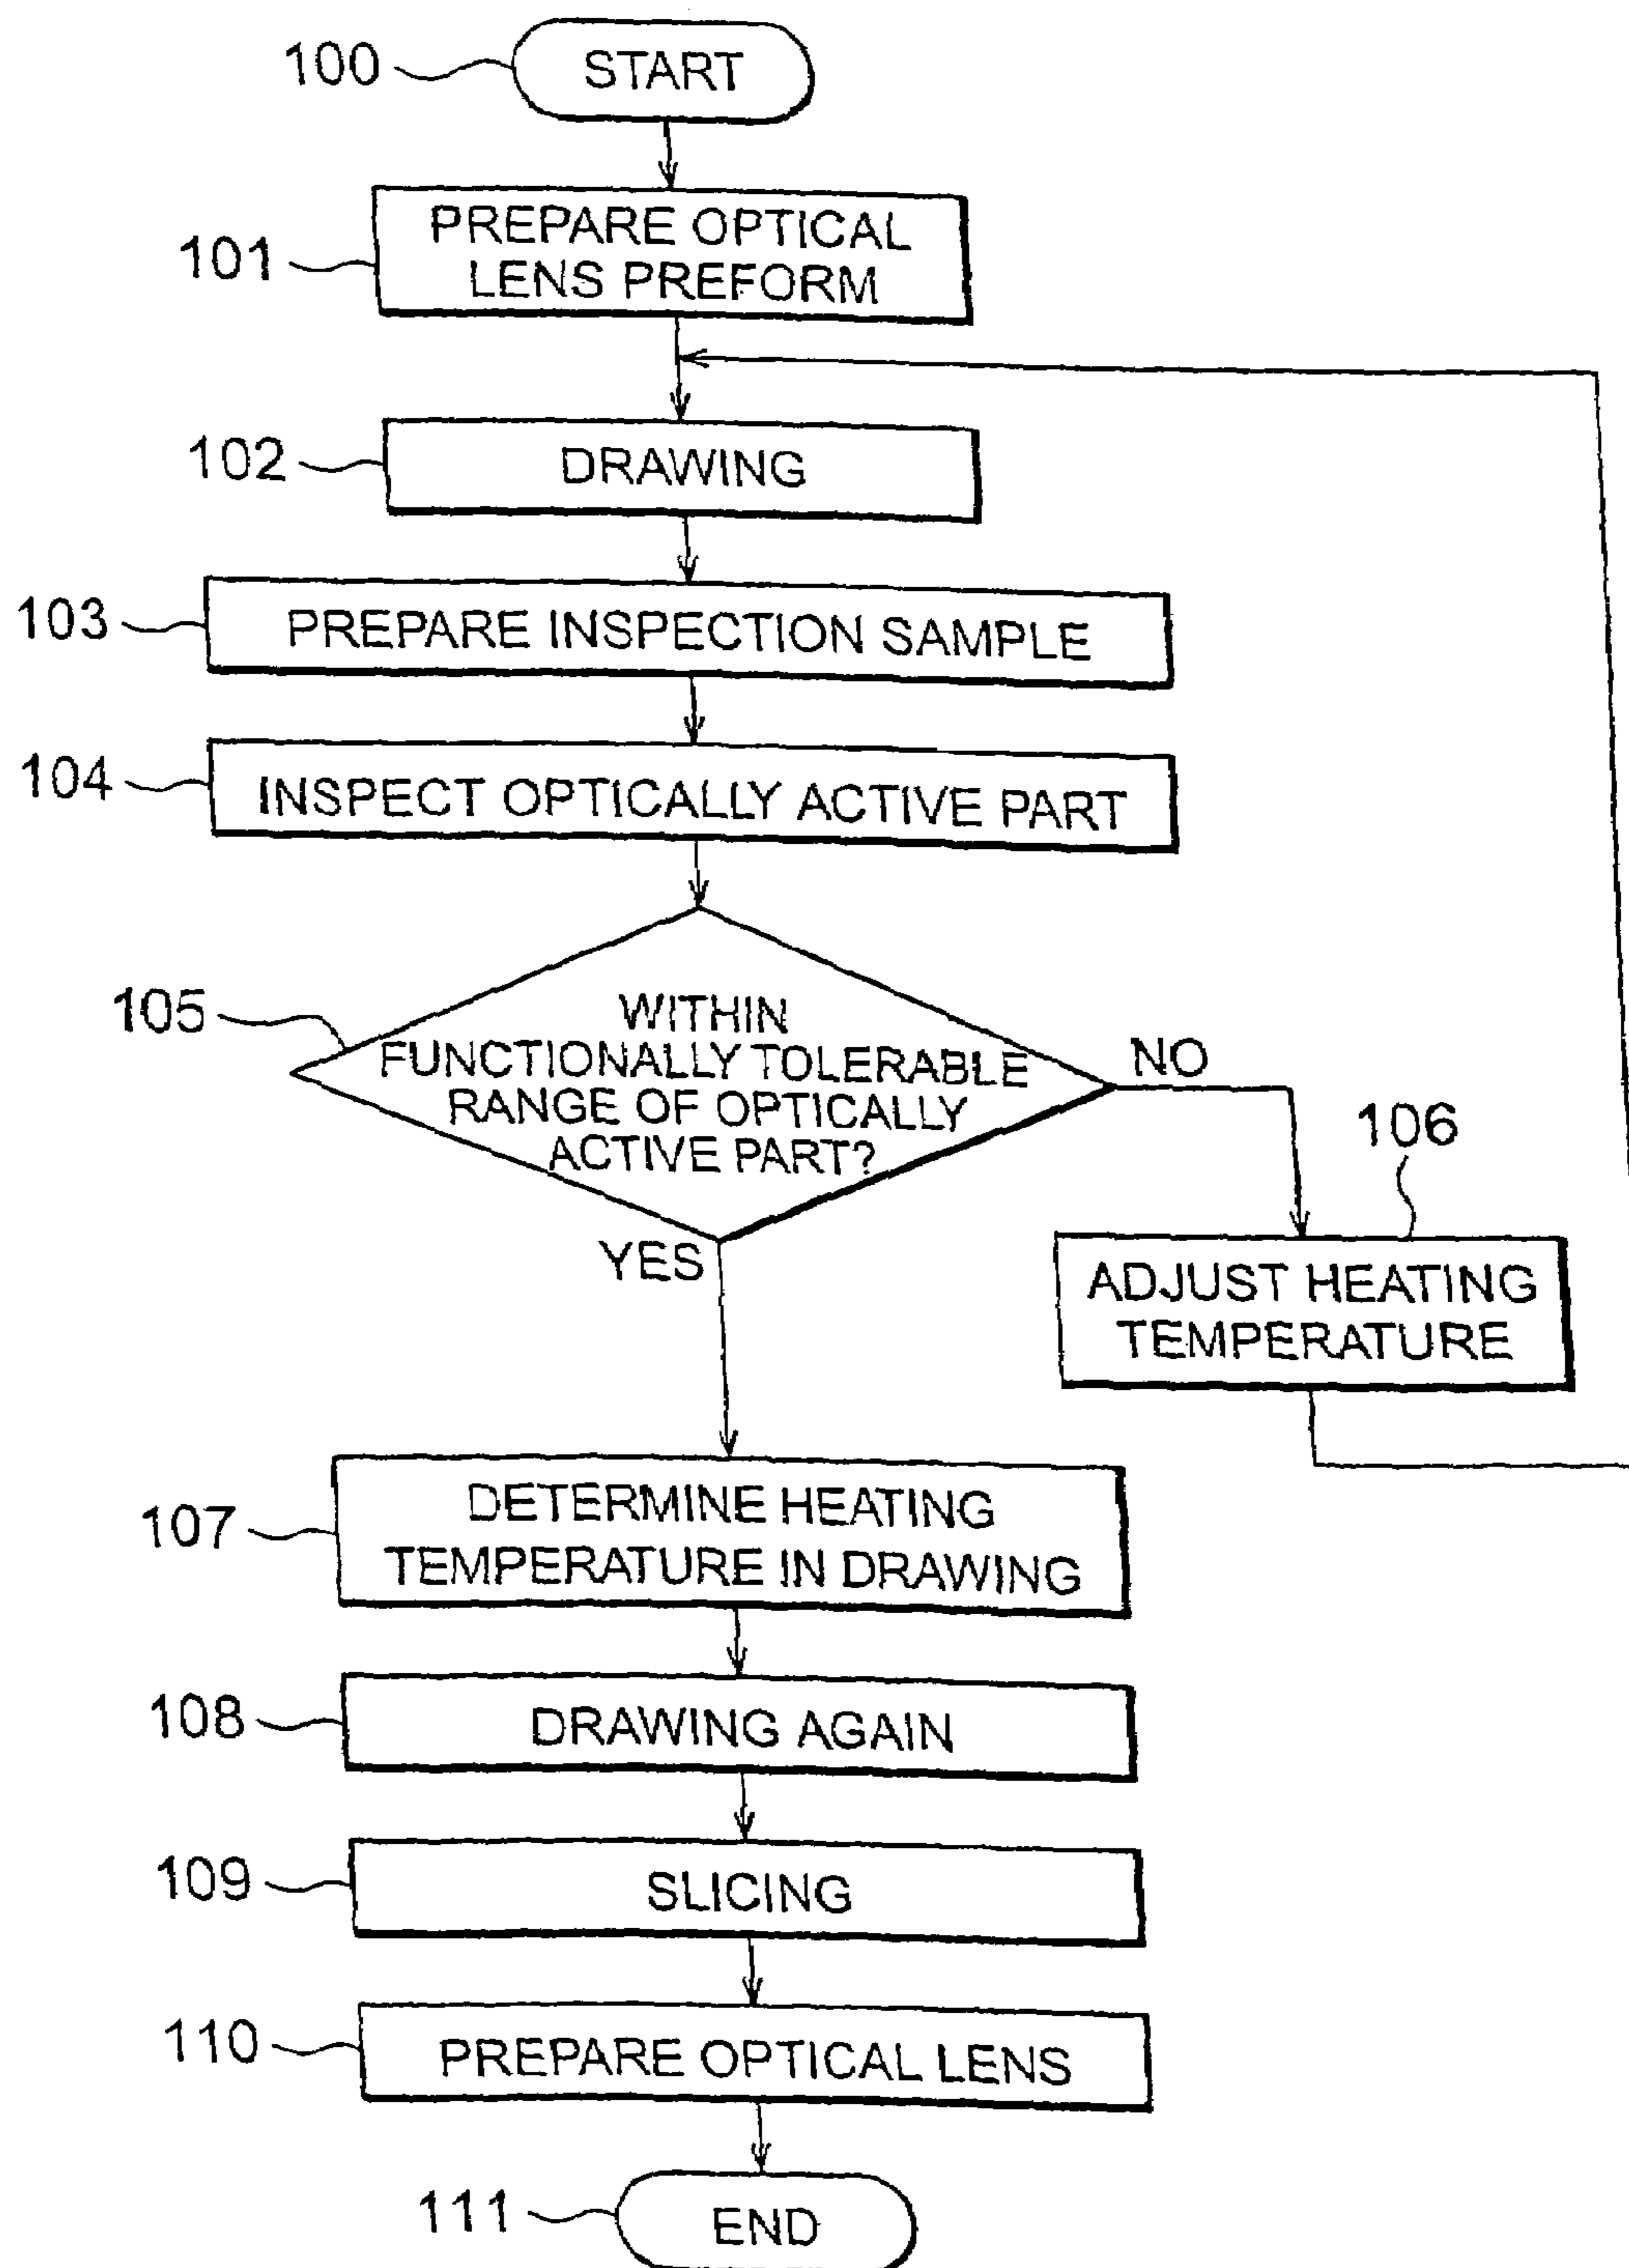 100
START
101
PREPARE OPTICAL
LENS PREFORM
102
DRAWING
103
PREPARE INSPECTION SAMPLE
104
INSPECT OPTICALLY ACTIVE PART
105
WITHIN
FUNCTIONALLY TOLERABLE
RANGE OF OPTICALLY
ACTIVE PART?
NO
YES
106
ADJUST HEATING
TEMPERATURE
107
DETERMINE HEATING
TEMPERATURE IN DRAWING
108
DRAWING AGAIN
109
SLICING
110
PREPARE OPTICAL LENS
111
END